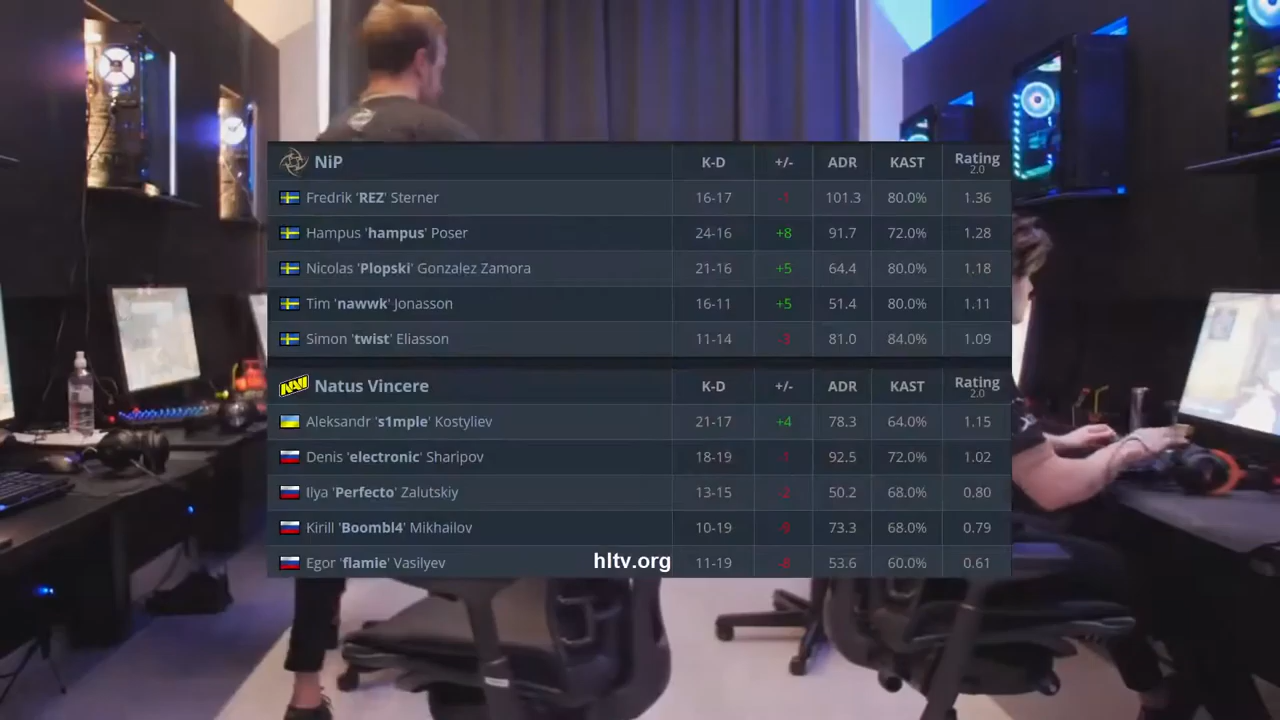 NiP K-D +/- ADR KAST Rating 2.0
Fredrik 'REZ' Sterner 16-17 -1 101.3 80.0% 1.36
Hampus 'hampus' Poser 24-16 +8 91.7 72.0% 1.28
Nicolas 'Plopski' Gonzalez Zamora 21-16 +5 64.4 80.0% 1.18
Tim 'nawwk' Jonasson 16-11 +5 51.4 80.0% 1.11
Simon 'twist' Eliasson 11-14 -3 81.0 84.0% 1.09
NAVI Natus Vincere K-D +/- ADR KAST Rating 2.0
Aleksandr 's1mple' Kostyliev 21-17 +4 78.3 64.0% 1.15
Denis 'electronic' Sharipov 18-19 -1 92.5 72.0% 1.02
Ilya 'Perfecto' Zalutskiy 13-15 -2 50.2 68.0% 0.80
Kirill 'Boombl4' Mikhailov 10-19 -9 73.3 68.0% 0.79
Egor 'flamie' Vasilyev 11-19 -8 53.6 60.0% 0.61
hltv.org